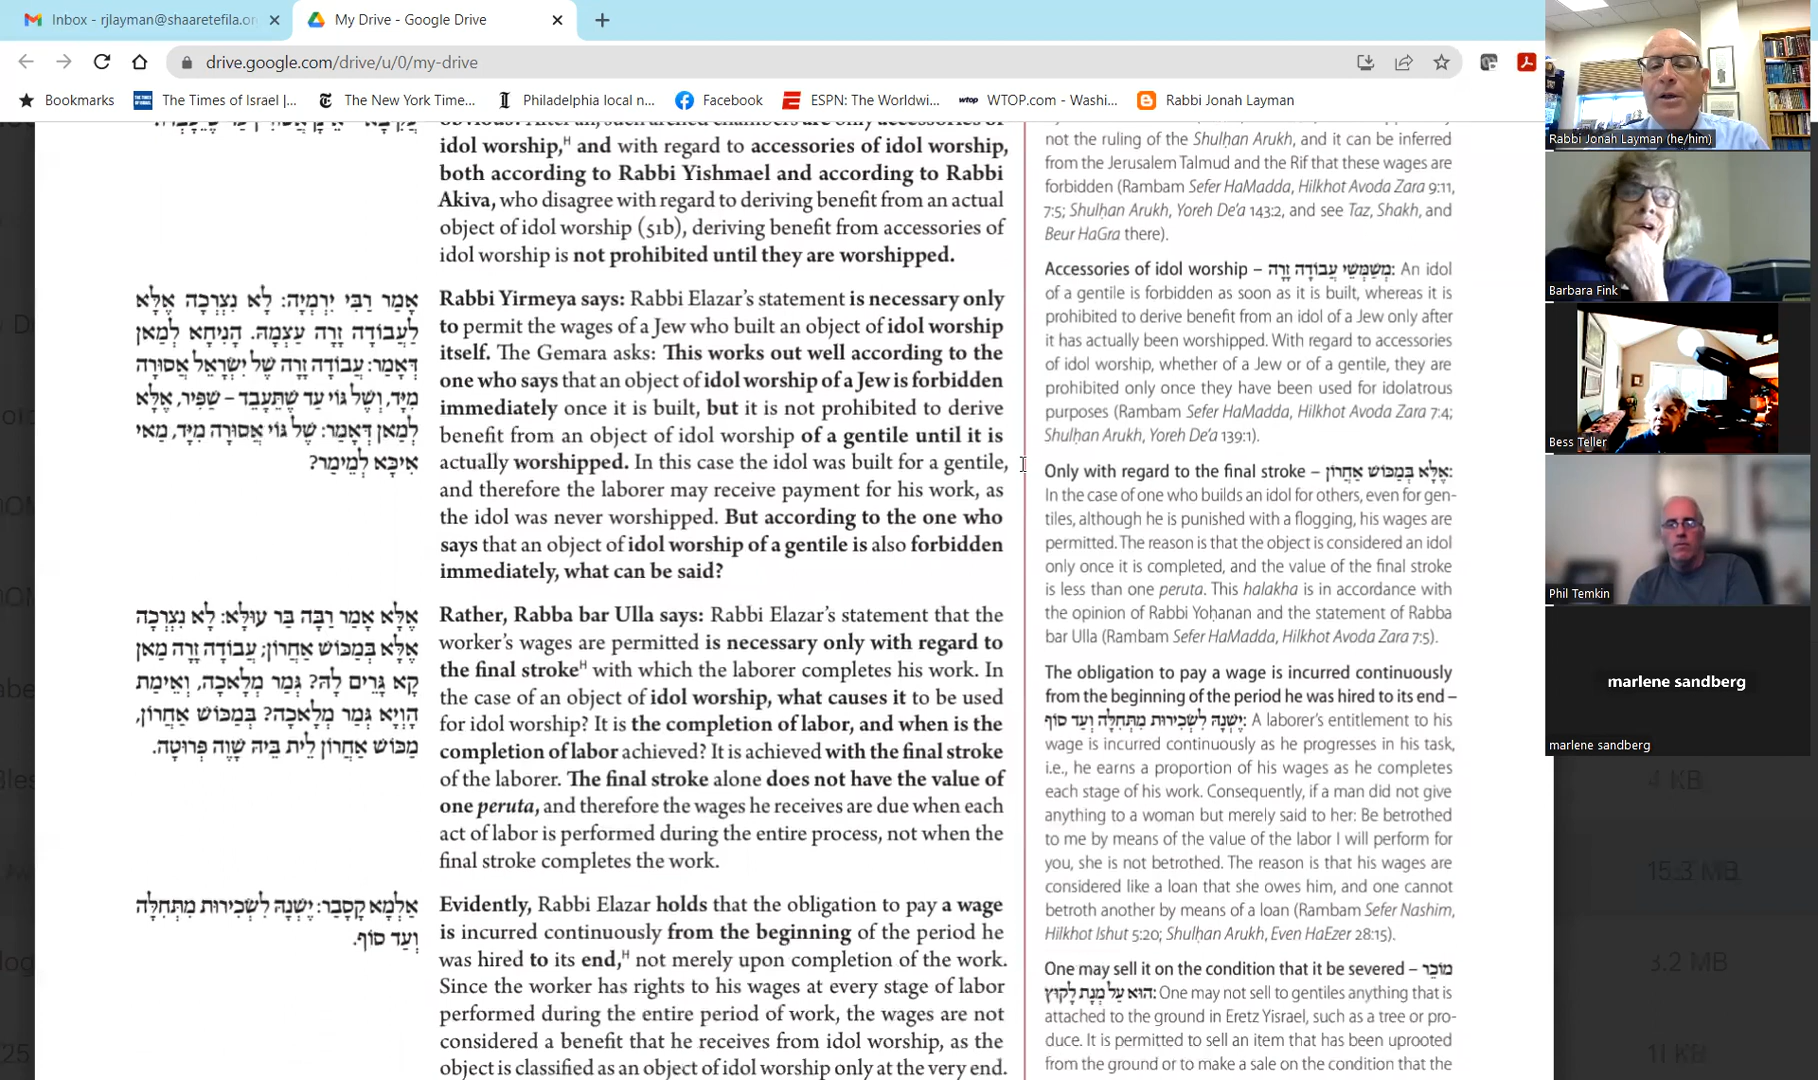 Inbox - rjlayman@shaaretefila.or
My Drive - Google Drive
drive.google.com/drive/u/0/my-drive
Bookmarks
The Times of Israel |...
The New York Time...
Philadelphia local n...
Facebook
ESPN: The Worldwi...
WTOP.com - Washi...
Rabbi Jonah Layman
idol worship,ᴴ and with regard to accessories of idol worship,
both according to Rabbi Yishmael and according to Rabbi
Akiva, who disagree with regard to deriving benefit from an actual
object of idol worship (51b), deriving benefit from accessories of
idol worship is not prohibited until they are worshipped.
אָמַר רַבִּי יִרְמְיָה: לֹא נִצְרְכָה אֶלָּא
לַעֲבוֹדָה זָרָה עַצְמָהּ. הָנִיחָא לְמַאן
דְּאָמַר: עֲבוֹדָה זָרָה שֶׁל יִשְׂרָאֵל אֲסוּרָה
מִיָּד, וְשֶׁל גּוֹי עַד שֶׁתֵּעָבֵד – שַׁפִּיר, אֶלָּא
לְמַאן דְּאָמַר: שֶׁל גּוֹי אֲסוּרָה מִיָּד, מַאי
אִיכָּא לְמֵימַר?
Rabbi Yirmeya says: Rabbi Elazar's statement is necessary only
to permit the wages of a Jew who built an object of idol worship
itself. The Gemara asks: This works out well according to the
one who says that an object of idol worship of a Jew is forbidden
immediately once it is built, but it is not prohibited to derive
benefit from an object of idol worship of a gentile until it is
actually worshipped. In this case the idol was built for a gentile,
and therefore the laborer may receive payment for his work, as
the idol was never worshipped. But according to the one who
says that an object of idol worship of a gentile is also forbidden
immediately, what can be said?
אֶלָּא אָמַר רַבָּה בַּר עוּלָּא: לֹא נִצְרְכָה
אֶלָּא בְּמַכּוֹשׁ אַחֲרוֹן; עֲבוֹדָה זָרָה מַאן
קָא גָּרֵים לָהּ? גְּמַר מְלָאכָה, וְאֵימַת
הָוְיָא גְּמַר מְלָאכָה? בְּמַכּוֹשׁ אַחֲרוֹן,
מַכּוֹשׁ אַחֲרוֹן לֵית בֵּיהּ שָׁוֶה פְּרוּטָה.
Rather, Rabba bar Ulla says: Rabbi Elazar's statement that the
worker's wages are permitted is necessary only with regard to
the final strokeᴴ with which the laborer completes his work. In
the case of an object of idol worship, what causes it to be used
for idol worship? It is the completion of labor, and when is the
completion of labor achieved? It is achieved with the final stroke
of the laborer. The final stroke alone does not have the value of
one peruta, and therefore the wages he receives are due when each
act of labor is performed during the entire process, not when the
final stroke completes the work.
אַלְמָא קָסָבַר: יֶשְׁנָהּ לִשְׂכִירוּת מִתְּחִלָּה
וְעַד סוֹף.
Evidently, Rabbi Elazar holds that the obligation to pay a wage
is incurred continuously from the beginning of the period he
was hired to its end,ᴴ not merely upon completion of the work.
Since the worker has rights to his wages at every stage of labor
performed during the entire period of work, the wages are not
considered a benefit that he receives from idol worship, as the
object is classified as an object of idol worship only at the very end.
not the ruling of the Shulḥan Arukh, and it can be inferred
from the Jerusalem Talmud and the Rif that these wages are
forbidden (Rambam Sefer HaMadda, Hilkhot Avoda Zara 9:11,
7:5; Shulḥan Arukh, Yoreh De'a 143:2, and see Taz, Shakh, and
Beur HaGra there).
Accessories of idol worship – מְשַׁמְּשֵׁי עֲבוֹדָה זָרָה: An idol
of a gentile is forbidden as soon as it is built, whereas it is
prohibited to derive benefit from an idol of a Jew only after
it has actually been worshipped. With regard to accessories
of idol worship, whether of a Jew or of a gentile, they are
prohibited only once they have been used for idolatrous
purposes (Rambam Sefer HaMadda, Hilkhot Avoda Zara 7:4;
Shulḥan Arukh, Yoreh De'a 139:1).
Only with regard to the final stroke – אֶלָּא בְּמַכּוֹשׁ אַחֲרוֹן:
In the case of one who builds an idol for others, even for gen-
tiles, although he is punished with a flogging, his wages are
permitted. The reason is that the object is considered an idol
only once it is completed, and the value of the final stroke
is less than one peruta. This halakha is in accordance with
the opinion of Rabbi Yoḥanan and the statement of Rabba
bar Ulla (Rambam Sefer HaMadda, Hilkhot Avoda Zara 7:5).
The obligation to pay a wage is incurred continuously
from the beginning of the period he was hired to its end –
יֶשְׁנָהּ לִשְׂכִירוּת מִתְּחִלָּה וְעַד סוֹף: A laborer's entitlement to his
wage is incurred continuously as he progresses in his task,
i.e., he earns a proportion of his wages as he completes
each stage of his work. Consequently, if a man did not give
anything to a woman but merely said to her: Be betrothed
to me by means of the value of the labor I will perform for
you, she is not betrothed. The reason is that his wages are
considered like a loan that she owes him, and one cannot
betroth another by means of a loan (Rambam Sefer Nashim,
Hilkhot Ishut 5:20; Shulḥan Arukh, Even HaEzer 28:15).
One may sell it on the condition that it be severed – מוֹכֵר
הוּא עַל מְנָת לָקוֹץ: One may not sell to gentiles anything that is
attached to the ground in Eretz Yisrael, such as a tree or pro-
duce. It is permitted to sell an item that has been uprooted
from the ground or to make a sale on the condition that the
Rabbi Jonah Layman (he/him)
Barbara Fink
Bess Teller
Phil Temkin
marlene sandberg
marlene sandberg
4 KB
15.3 MB
3.2 MB
11 KB